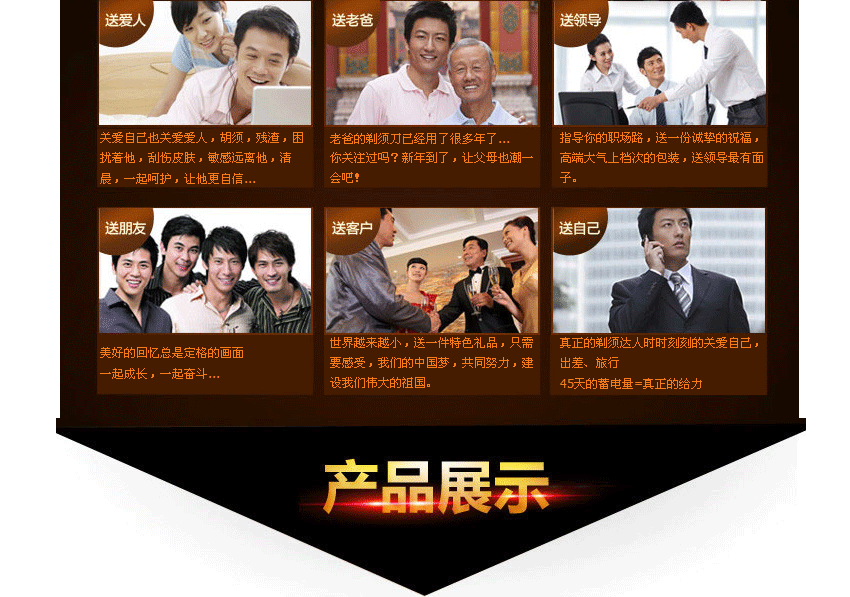 送爱人
关爱自己也关爱爱人，胡须，残渣，困
扰着他，刮伤皮肤，敏感远离他，清
晨，一起呵护，让他更自信...
送老爸
老爸的剃须刀已经用了很多年了...
你关注过吗？新年到了，让父母也潮一
会吧！
送领导
指导你的职场路，送一份诚挚的祝福，
高端大气上档次的包装，送领导最有面
子。
送朋友
美好的回忆总是定格的画面
一起成长，一起奋斗...
送客户
世界越来越小，送一件特色礼品，只需
要感受，我们的中国梦，共同努力，建
设我们伟大的祖国。
送自己
真正的剃须达人时时刻刻的关爱自己，
出差、旅行
45天的蓄电量=真正的给力
产品展示